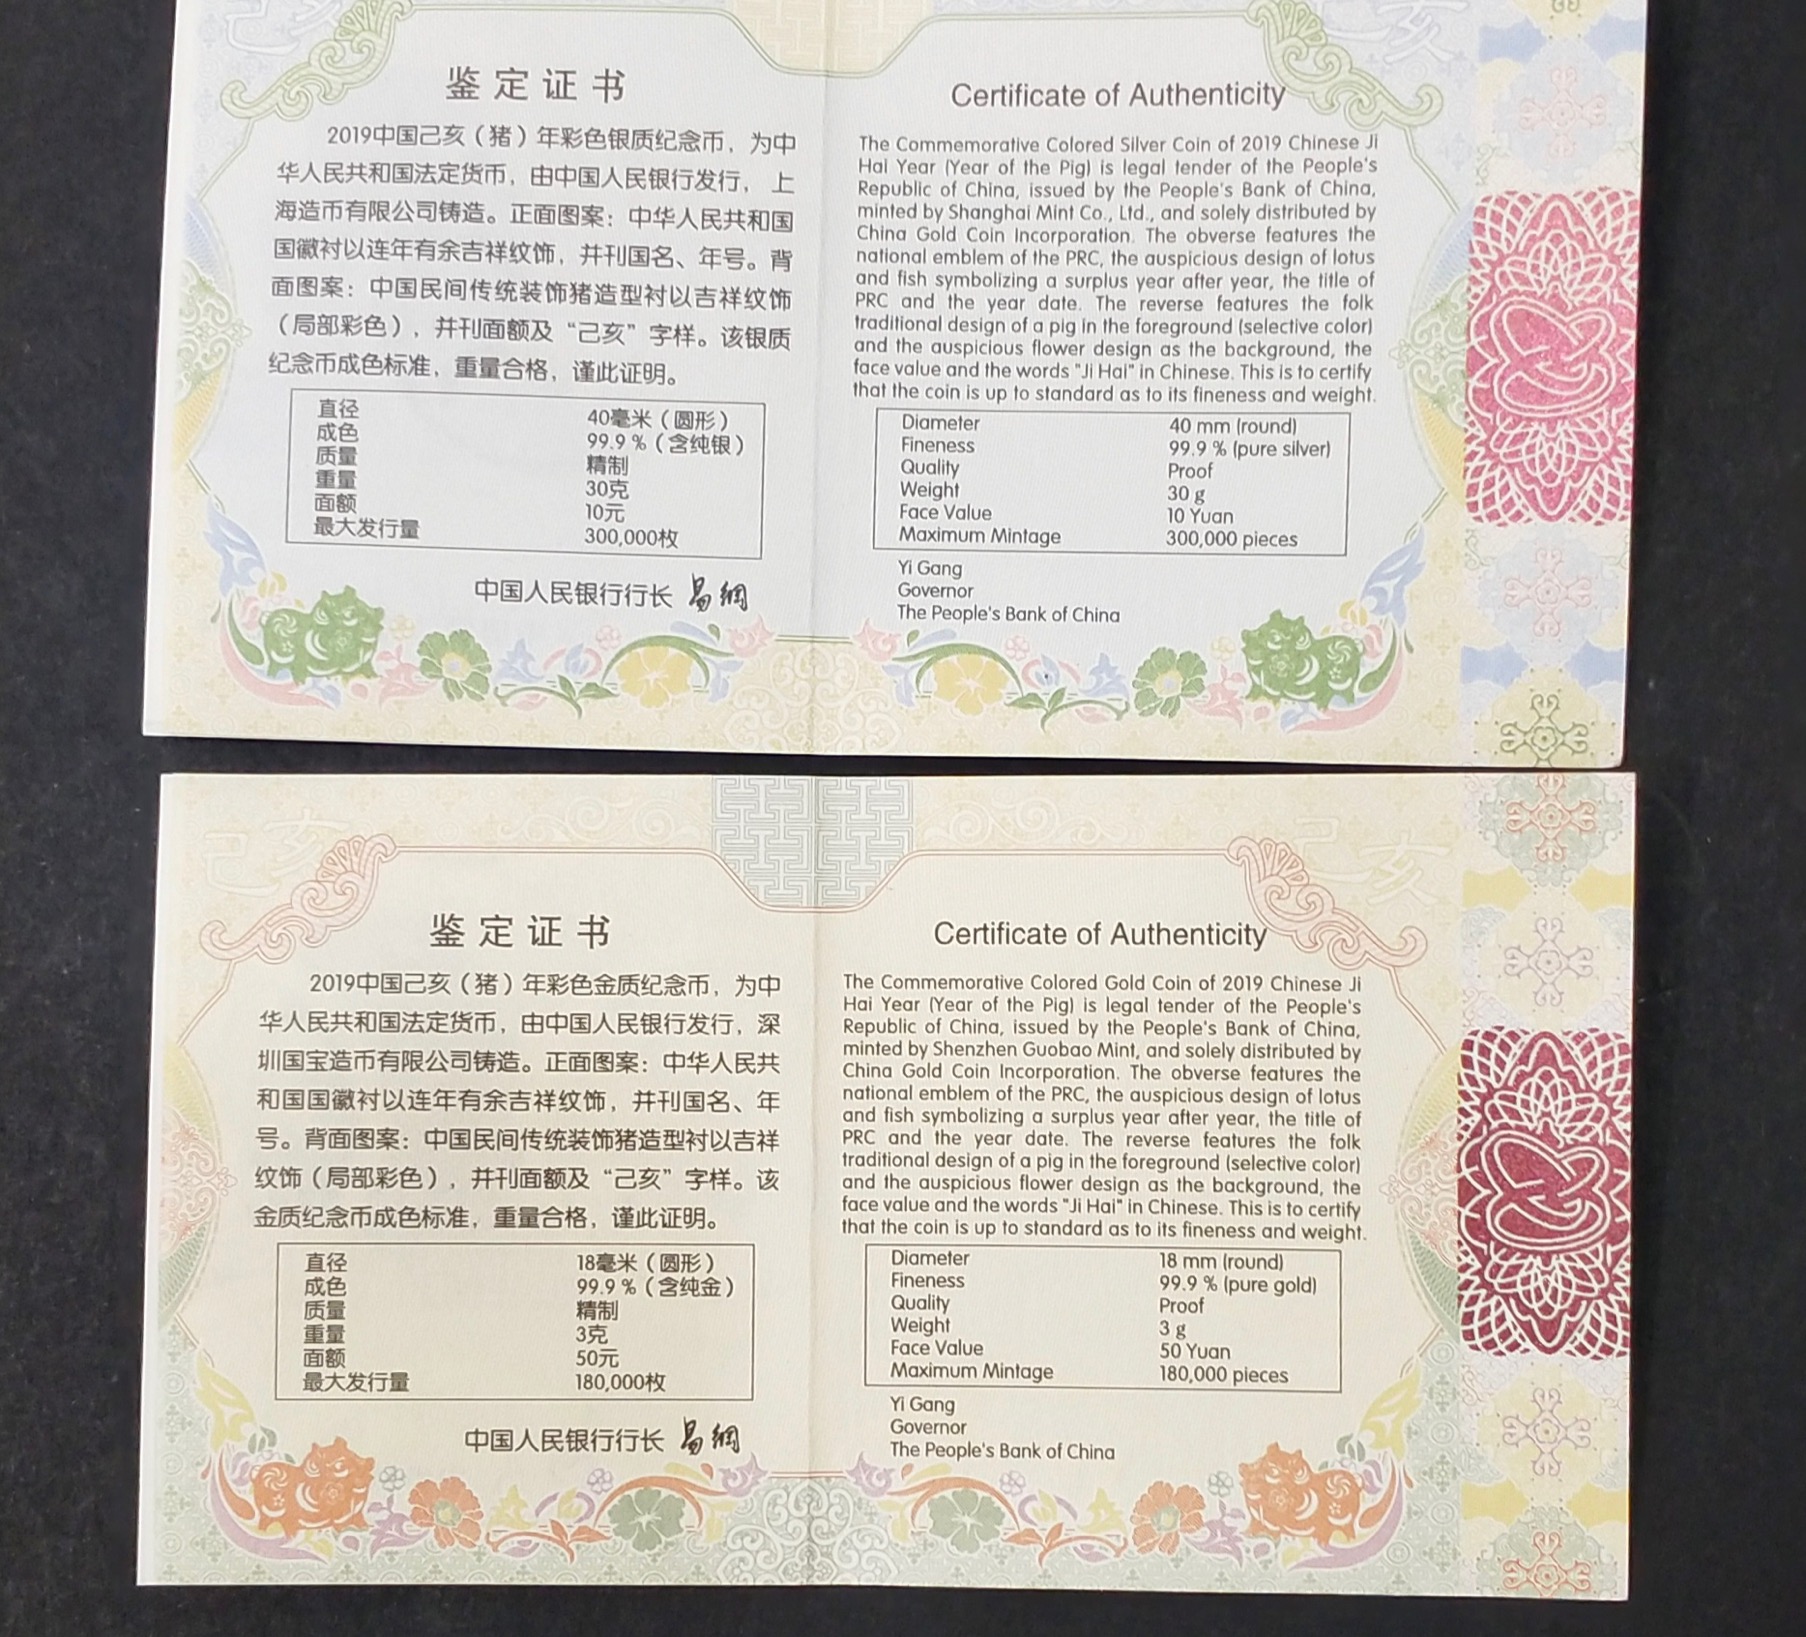 己亥
己亥
鉴定证书
2019中国己亥（猪）年彩色银质纪念币，为中
华人民共和国法定货币，由中国人民银行发行，上
海造币有限公司铸造。正面图案：中华人民共和国
国徽衬以连年有余吉祥纹饰，并刊国名、年号。背
面图案：中国民间传统装饰猪造型衬以吉祥纹饰
（局部彩色），并刊面额及“己亥”字样。该银质
纪念币成色标准，重量合格，谨此证明。
直径 40毫米（圆形）
成色 99.9％（含纯银）
质量 精制
重量 30克
面额 10元
最大发行量 300,000枚
中国人民银行行长 易纲
Certificate of Authenticity
The Commemorative Colored Silver Coin of 2019 Chinese Ji
Hai Year (Year of the Pig) is legal tender of the People's
Republic of China, issued by the People's Bank of China,
minted by Shanghai Mint Co., Ltd., and solely distributed by
China Gold Coin Incorporation. The obverse features the
national emblem of the PRC, the auspicious design of lotus
and fish symbolizing a surplus year after year, the title of
PRC and the year date. The reverse features the folk
traditional design of a pig in the foreground (selective color)
and the auspicious flower design as the background, the
face value and the words "Ji Hai" in Chinese. This is to certify
that the coin is up to standard as to its fineness and weight.
Diameter 40 mm (round)
Fineness 99.9 % (pure silver)
Quality Proof
Weight 30 g
Face Value 10 Yuan
Maximum Mintage 300,000 pieces
Yi Gang
Governor
The People's Bank of China
己亥
己亥
鉴定证书
2019中国己亥（猪）年彩色金质纪念币，为中
华人民共和国法定货币，由中国人民银行发行，深
圳国宝造币有限公司铸造。正面图案：中华人民共
和国国徽衬以连年有余吉祥纹饰，并刊国名、年
号。背面图案：中国民间传统装饰猪造型衬以吉祥
纹饰（局部彩色），并刊面额及“己亥”字样。该
金质纪念币成色标准，重量合格，谨此证明。
直径 18毫米（圆形）
成色 99.9％（含纯金）
质量 精制
重量 3克
面额 50元
最大发行量 180,000枚
中国人民银行行长 易纲
Certificate of Authenticity
The Commemorative Colored Gold Coin of 2019 Chinese Ji
Hai Year (Year of the Pig) is legal tender of the People's
Republic of China, issued by the People's Bank of China,
minted by Shenzhen Guobao Mint, and solely distributed by
China Gold Coin Incorporation. The obverse features the
national emblem of the PRC, the auspicious design of lotus
and fish symbolizing a surplus year after year, the title of
PRC and the year date. The reverse features the folk
traditional design of a pig in the foreground (selective color)
and the auspicious flower design as the background, the
face value and the words "Ji Hai" in Chinese. This is to certify
that the coin is up to standard as to its fineness and weight.
Diameter 18 mm (round)
Fineness 99.9 % (pure gold)
Quality Proof
Weight 3 g
Face Value 50 Yuan
Maximum Mintage 180,000 pieces
Yi Gang
Governor
The People's Bank of China